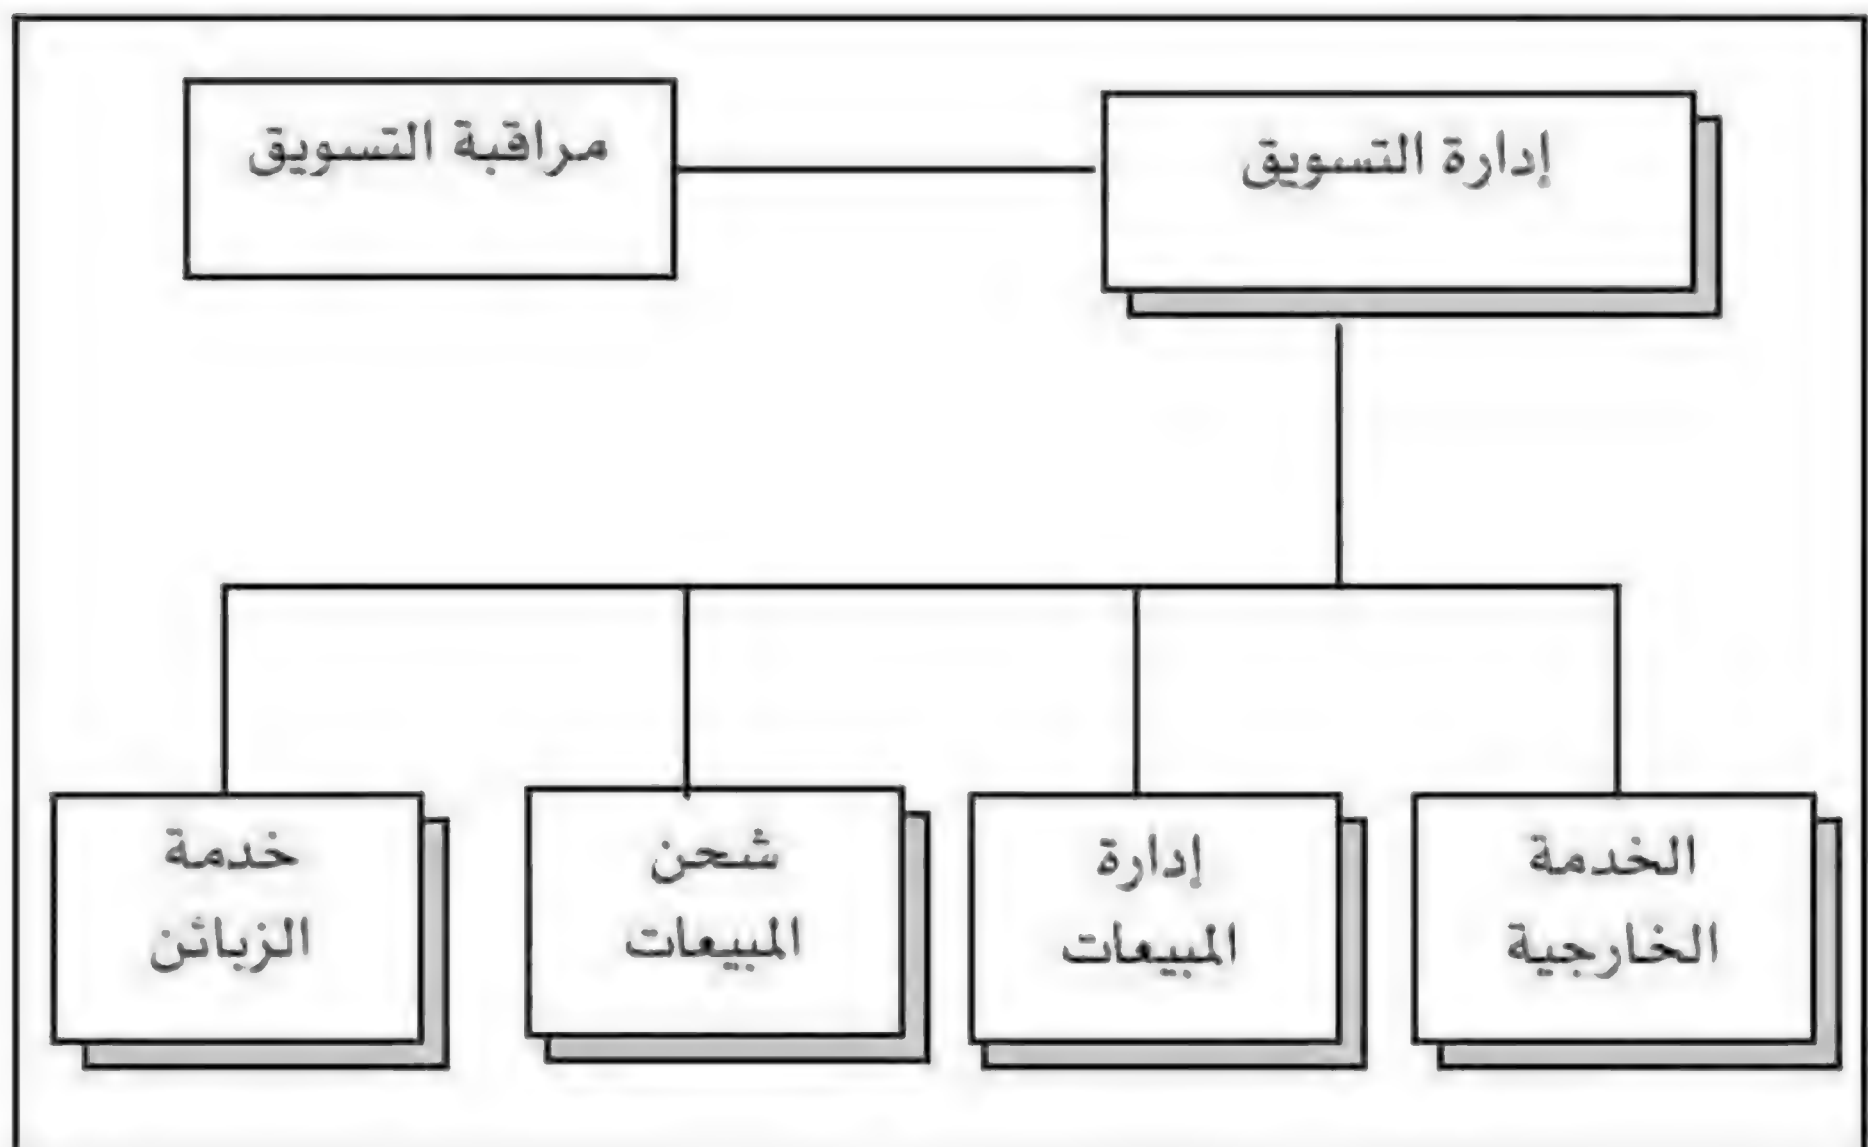 إدارة التسويق
مراقبة التسويق
الخدمة
الخارجية
إدارة
المبيعات
شحن
المبيعات
خدمة
الزبائن